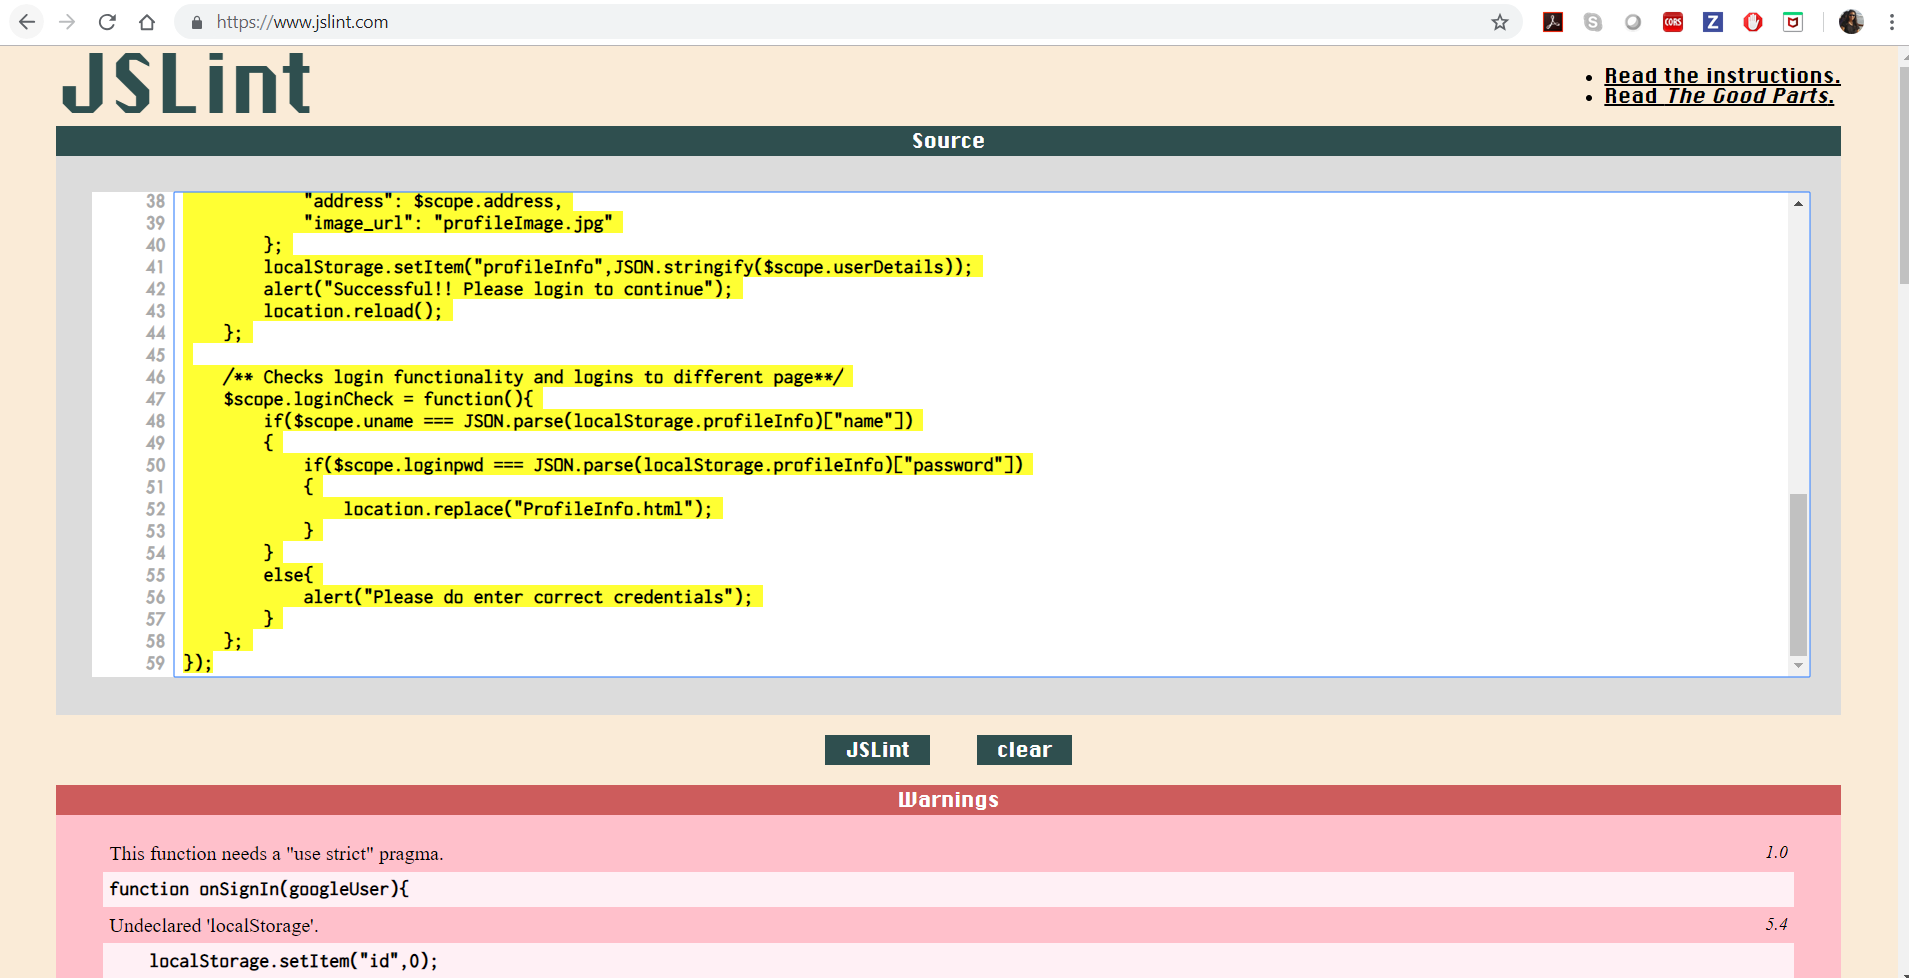 https://www.jslint.com
CORS
Z
JSLint
Read the instructions.
Read The Good Parts.
Source
38 "address": $scope.address,
39 "image_url": "profileImage.jpg"
40 };
41 localStorage.setItem("profileInfo",JSON.stringify($scope.userDetails));
42 alert("Successful!! Please login to continue");
43 location.reload();
44 };
45
46 /** Checks login functionality and logins to different page**/
47 $scope.loginCheck = function(){
48 if($scope.uname === JSON.parse(localStorage.profileInfo)["name"])
49 {
50 if($scope.loginpwd === JSON.parse(localStorage.profileInfo)["password"])
51 {
52 location.replace("ProfileInfo.html");
53 }
54 }
55 else{
56 alert("Please do enter correct credentials");
57 }
58 };
59 });
JSLint clear
Warnings
This function needs a "use strict" pragma. 1.0
function onSignIn(googleUser){
Undeclared 'localStorage'. 5.4
localStorage.setItem("id",0);